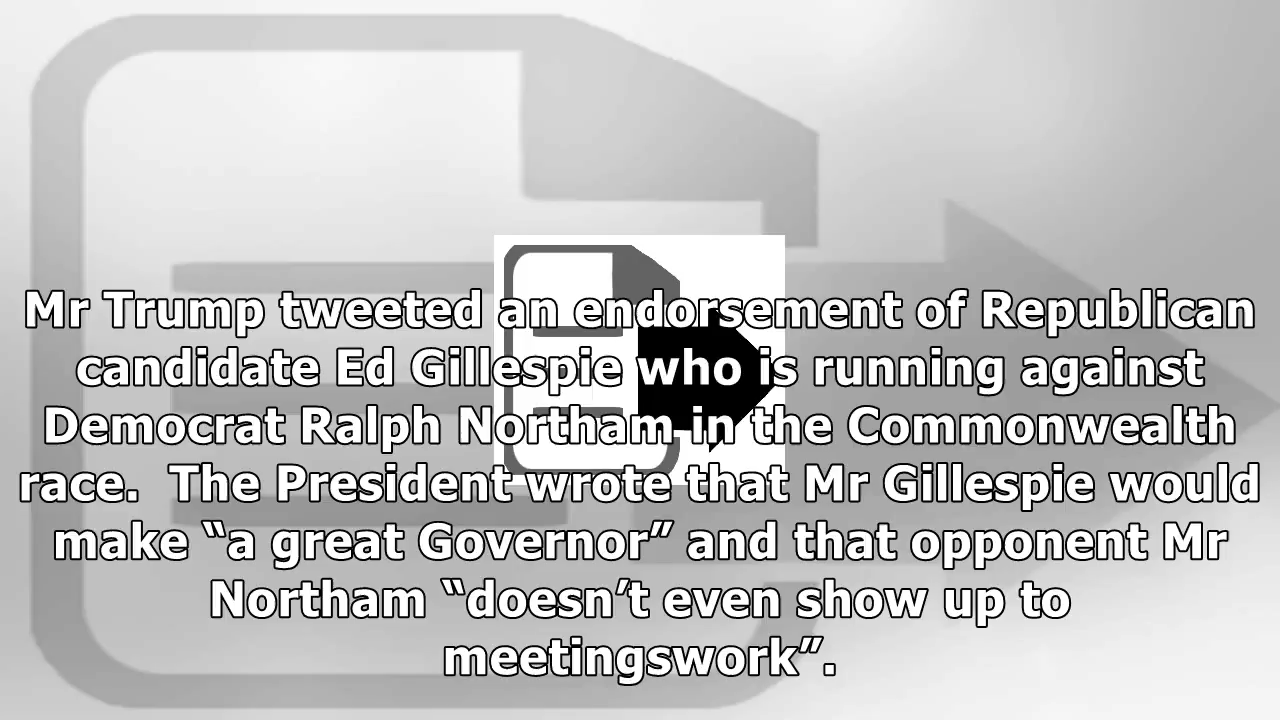 Mr Trump tweeted an endorsement of Republican
candidate Ed Gillespie who is running against
Democrat Ralph Northam in the Commonwealth
race.  The President wrote that Mr Gillespie would
make “a great Governor” and that opponent Mr
Northam “doesn’t even show up to
meetingswork”.